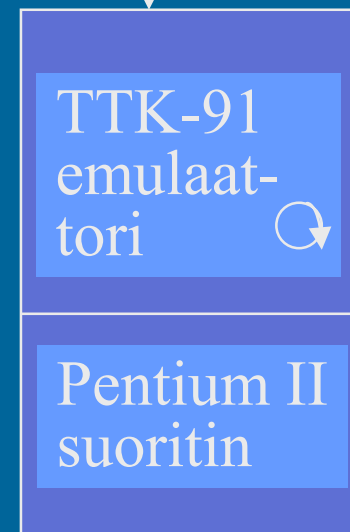 TTK-91
emulaat-
tori
Pentium II
suoritin